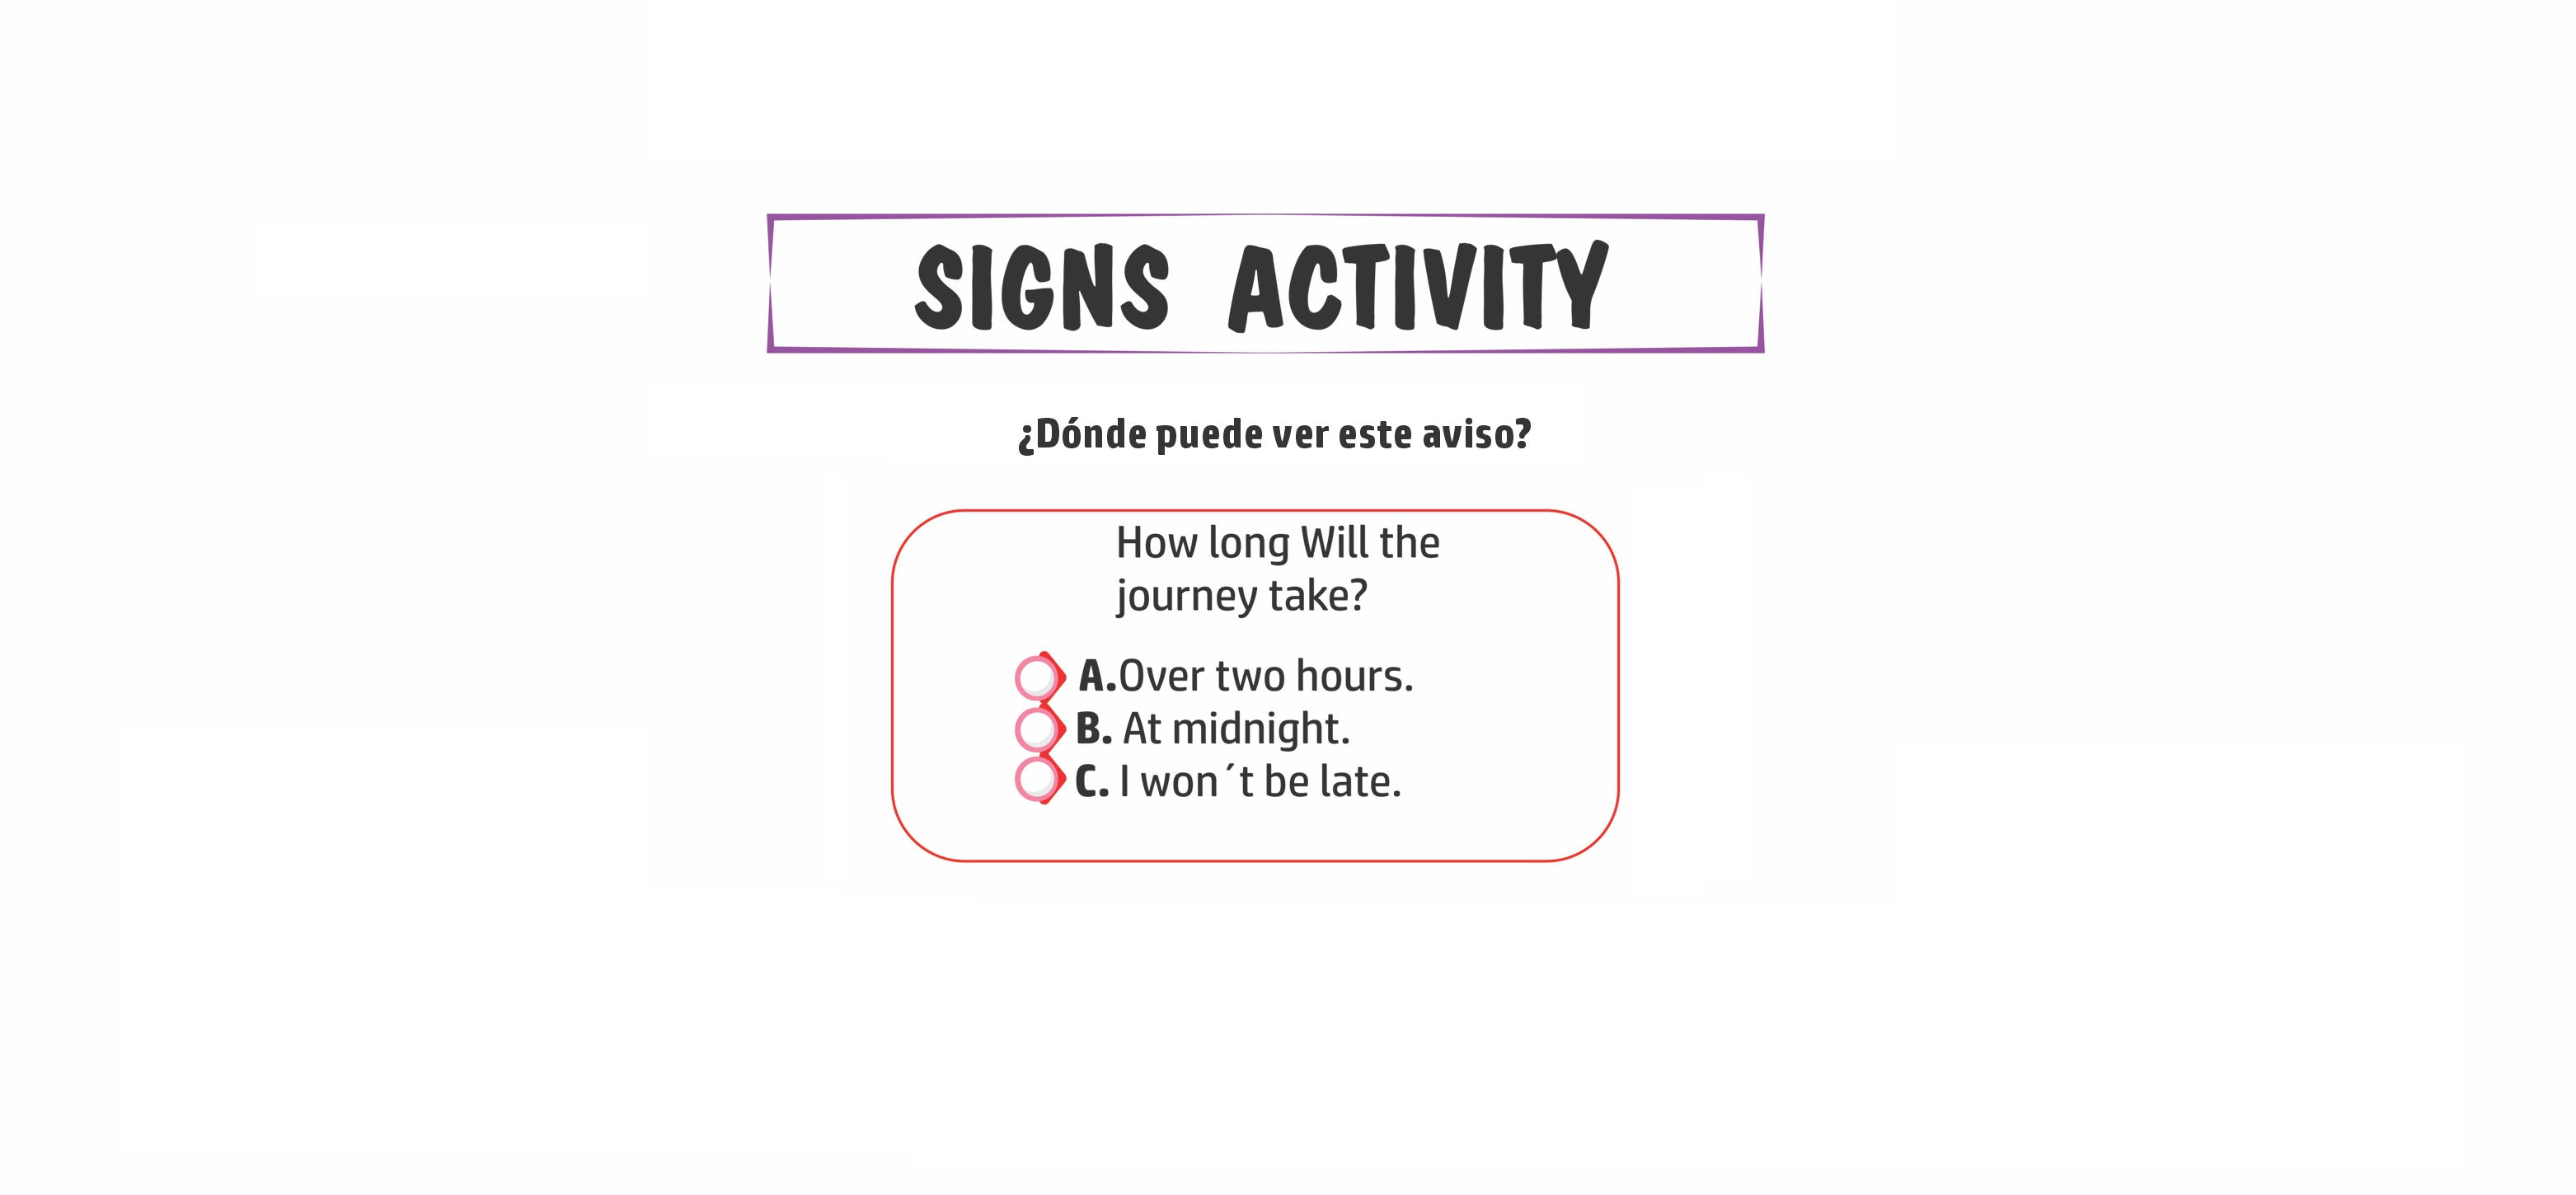 SIGNS ACTIVITY
¿Dónde puede ver este aviso?
How long Will the
journey take?
A.Over two hours.
B. At midnight.
C. I won´t be late.